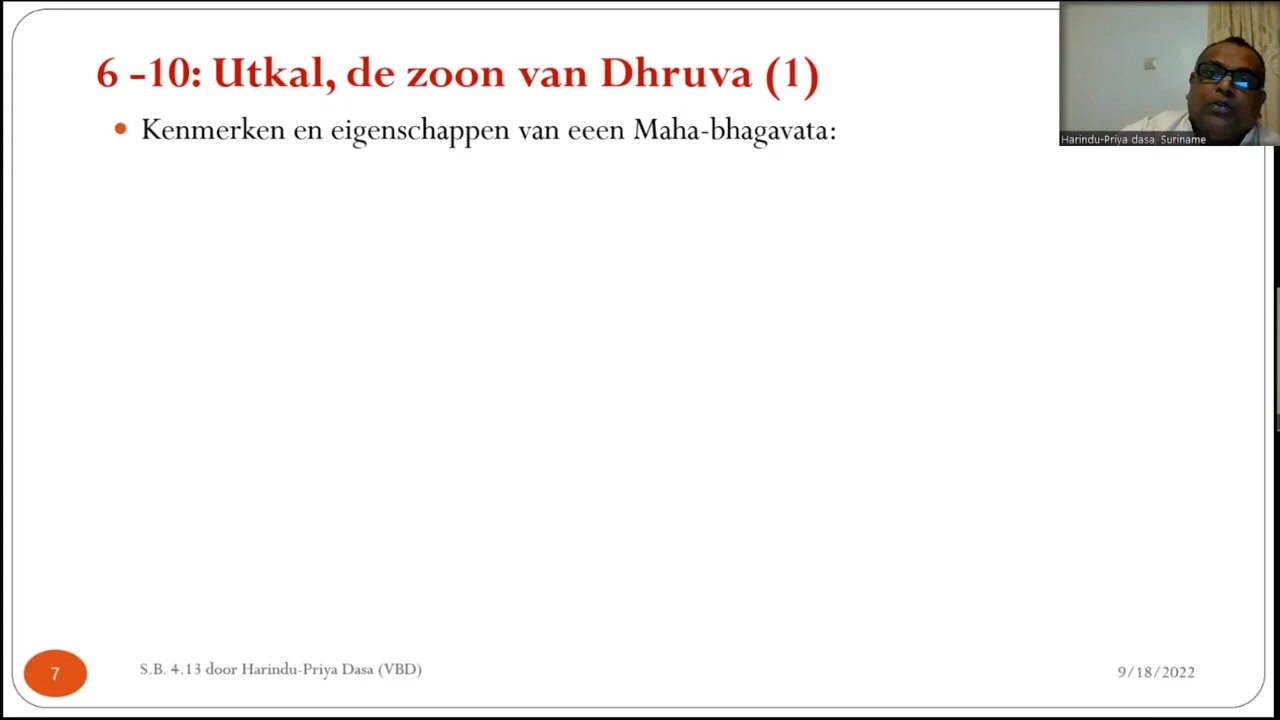 6 -10: Utkal, de zoon van Dhruva (1)
Kenmerken en eigenschappen van eeen Maha-bhagavata:
Harindu-Priya dasa, Suriname
7
S.B. 4.13 door Harindu-Priya Dasa (VBD)
9/18/2022